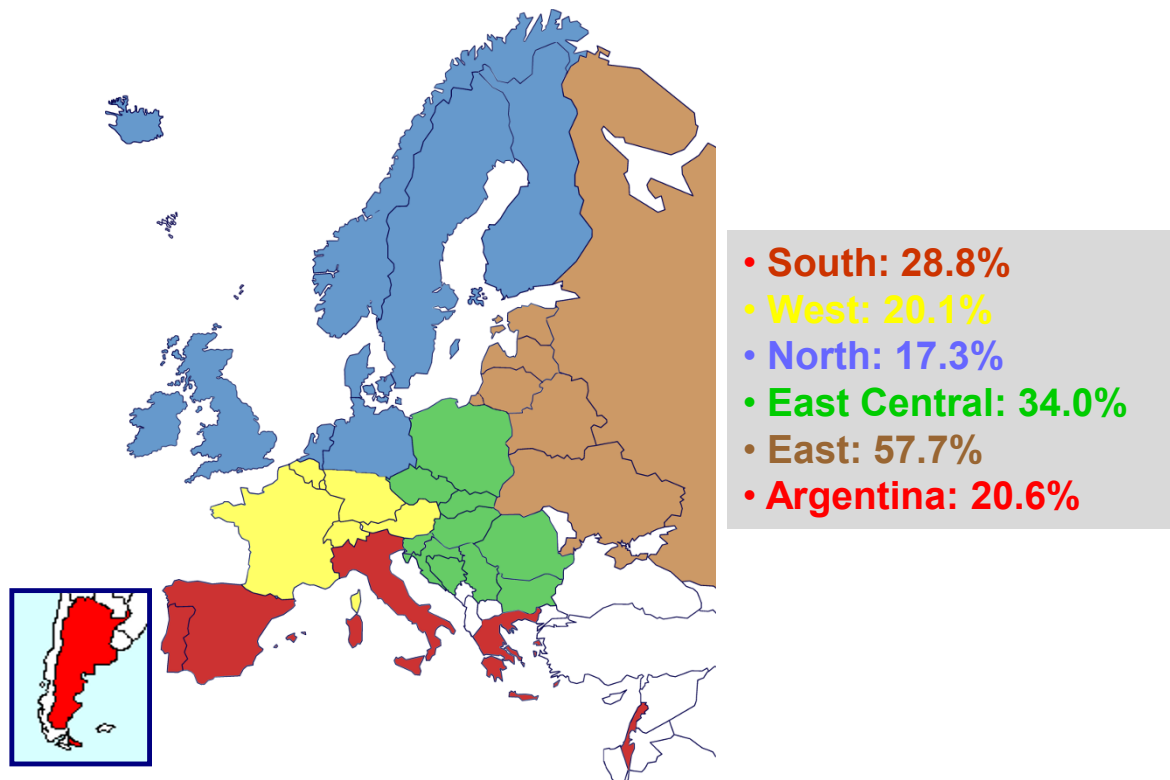 • South: 28.8%
• West: 20.1%
• North: 17.3%
• East Central: 34.0%
• East: 57.7%
• Argentina: 20.6%